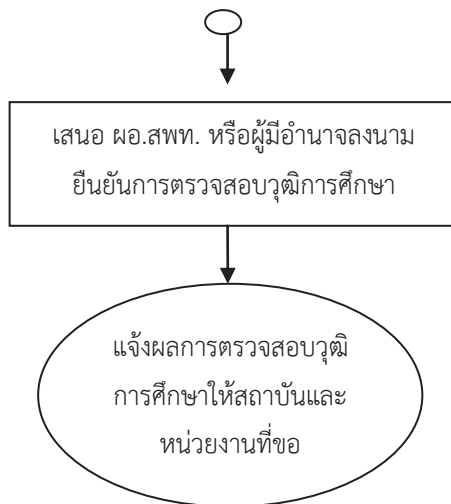 เสนอ ผอ.สพท. หรือผู้มีอำนาจลงนาม
ยืนยันการตรวจสอบวุฒิการศึกษา
แจ้งผลการตรวจสอบวุฒิ
การศึกษาให้สถาบันและ
หน่วยงานที่ขอ